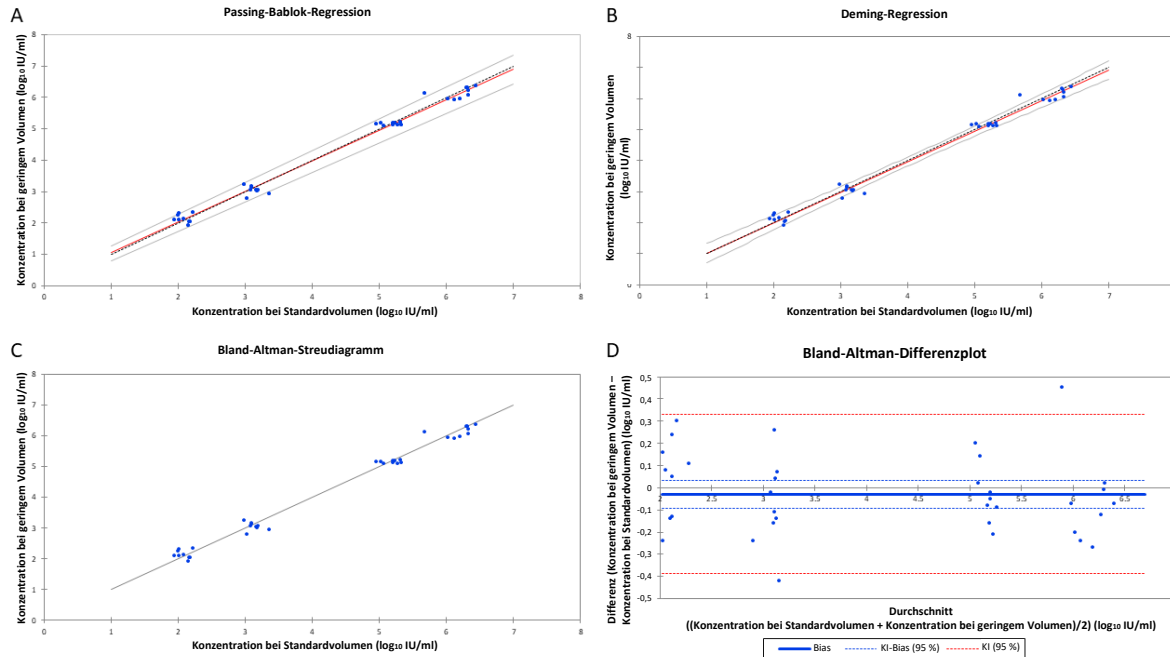 A
Passing-Bablok-Regression
Konzentration bei geringem Volumen (log₁₀ IU/ml)
8
7
6
5
4
3
2
1
0
0 1 2 3 4 5 6 7 8
Konzentration bei Standardvolumen (log₁₀ IU/ml)
B
Deming-Regression
Konzentration bei geringem Volumen
(log₁₀ IU/ml)
8
0
0 1 2 3 4 5 6 7 8
Konzentration bei Standardvolumen (log₁₀ IU/ml)
C
Bland-Altman-Streudiagramm
Konzentration bei geringem Volumen (log₁₀ IU/ml)
8
7
6
5
4
3
2
1
0
0 1 2 3 4 5 6 7 8
Konzentration bei Standardvolumen (log₁₀ IU/ml)
D
Bland-Altman-Differenzplot
Differenz (Konzentration bei geringem Volumen –
Konzentration bei Standardvolumen) (log₁₀ IU/ml)
0,5
0,4
0,3
0,2
0,1
0
-0,1
-0,2
-0,3
-0,4
-0,5
2 2.5 3.5 4.5 5.5 6.5
Durchschnitt
((Konzentration bei Standardvolumen + Konzentration bei geringem Volumen)/2) (log₁₀ IU/ml)
Bias KI-Bias (95 %) KI (95 %)